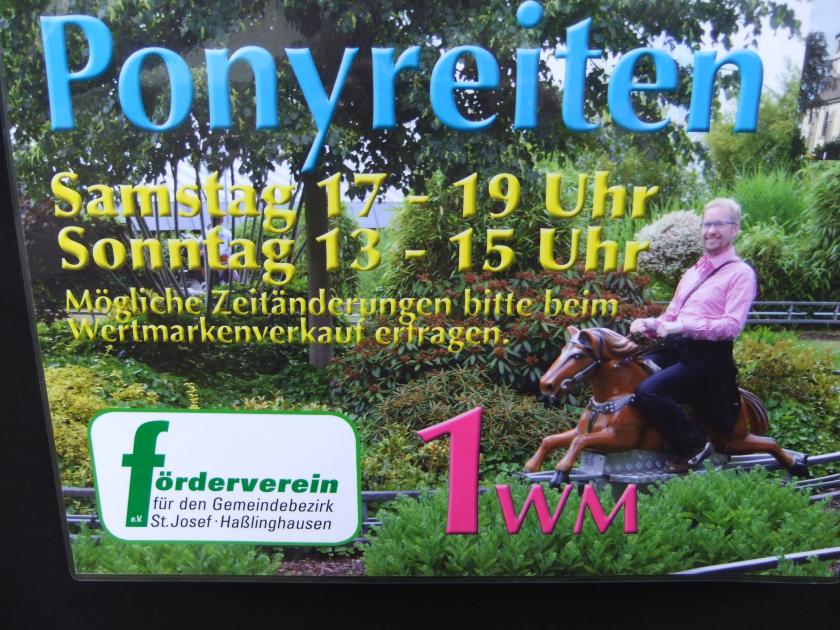 Ponyreiten
Samstag 17 - 19 Uhr
Sonntag 13 - 15 Uhr
Mögliche Zeitänderungen bitte beim
Wertmarkenverkauf erfragen.
förderverein
e.V.
für den Gemeindebezirk
St.Josef·Haßlinghausen
1 WM